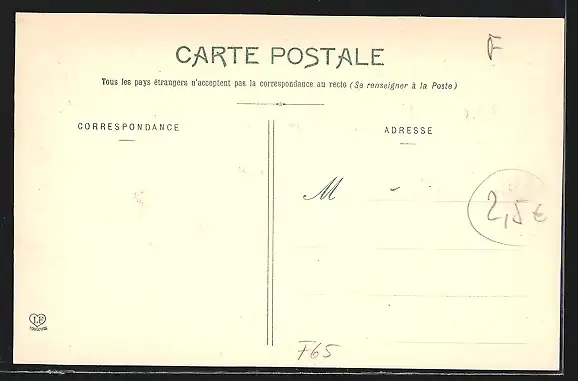 F
CARTE POSTALE
Tous les pays étrangers n'acceptent pas la correspondance au recto (Se renseigner à la Poste)
CORRESPONDANCE
ADRESSE
M
2,5€
F65